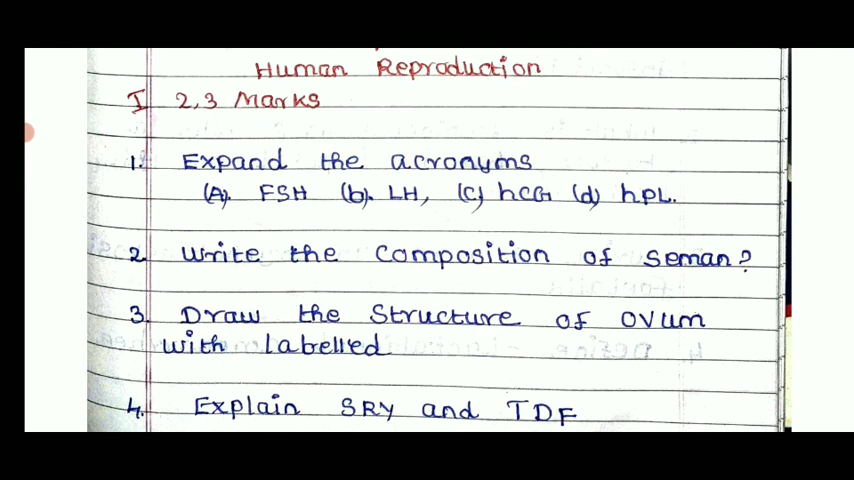 Human Reproduction
I 2,3 Marks
1. Expand the acronyms
(A). FSH (b). LH, (c) hCG (d) hPL.
2. Write the composition of seman?
3. Draw the structure of ovum
with labelled
4. Explain SRY and TDF